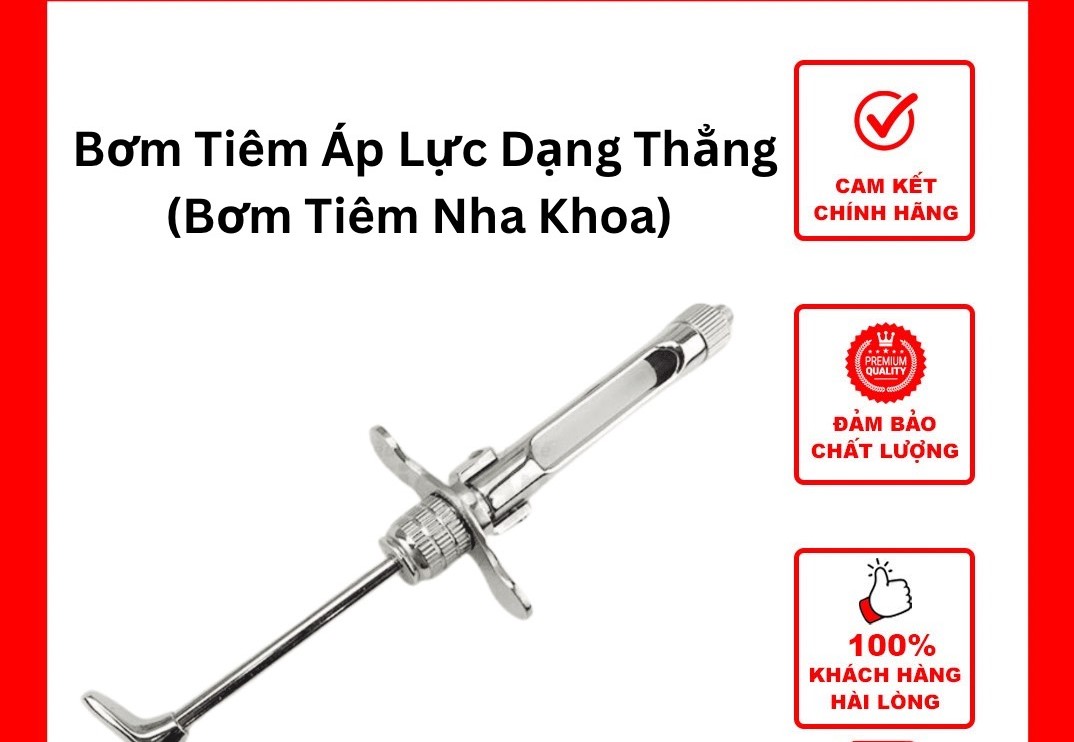 Bơm Tiêm Áp Lực Dạng Thẳng
(Bơm Tiêm Nha Khoa)
CAM KẾT
CHÍNH HÃNG
PREMIUM
QUALITY
ĐẢM BẢO
CHẤT LƯỢNG
100%
KHÁCH HÀNG
HÀI LÒNG